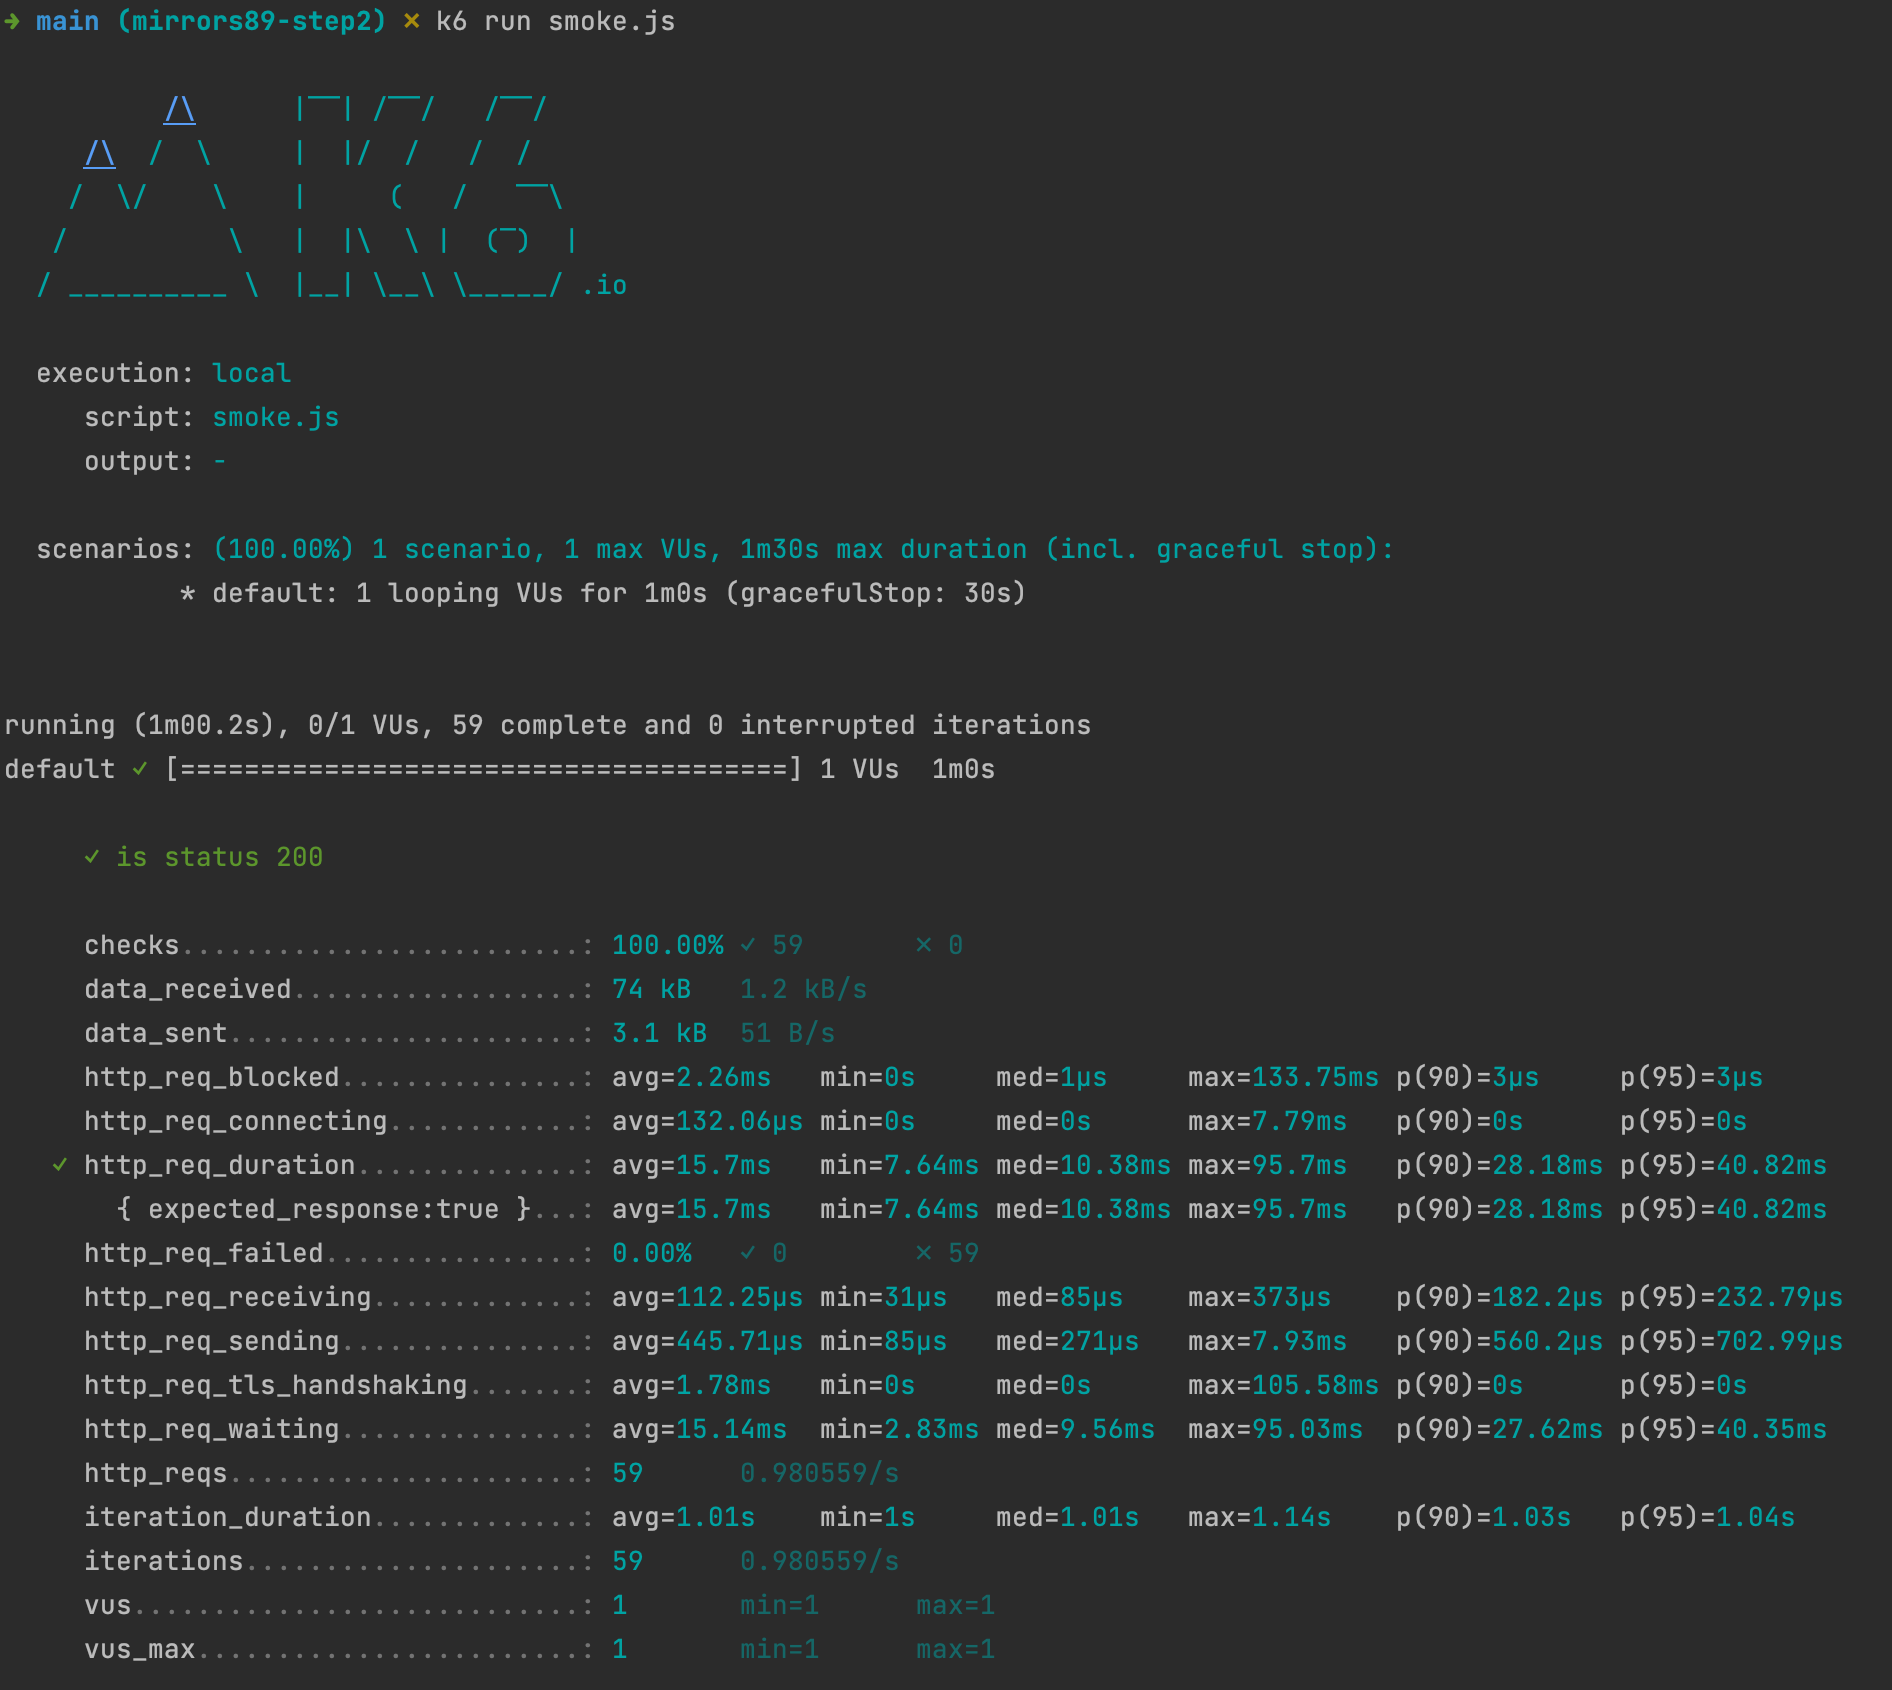 ➜ main (mirrors89-step2) ✗ k6 run smoke.js
/\ |‾‾| /‾‾/ /‾‾/
/\ / \ | |/ / / /
/ \/ \ | ( / ‾‾\
/ \ | |\ \ | (‾) |
/ __________ \ |__| \__\ \_____/ .io
execution: local
script: smoke.js
output: -
scenarios: (100.00%) 1 scenario, 1 max VUs, 1m30s max duration (incl. graceful stop):
* default: 1 looping VUs for 1m0s (gracefulStop: 30s)
running (1m00.2s), 0/1 VUs, 59 complete and 0 interrupted iterations
default ✓ [======================================] 1 VUs 1m0s
✓ is status 200
checks.........................: 100.00% ✓ 59 ✗ 0
data_received..................: 74 kB 1.2 kB/s
data_sent......................: 3.1 kB 51 B/s
http_req_blocked...............: avg=2.26ms min=0s med=1µs max=133.75ms p(90)=3µs p(95)=3µs
http_req_connecting............: avg=132.06µs min=0s med=0s max=7.79ms p(90)=0s p(95)=0s
✓ http_req_duration..............: avg=15.7ms min=7.64ms med=10.38ms max=95.7ms p(90)=28.18ms p(95)=40.82ms
{ expected_response:true }...: avg=15.7ms min=7.64ms med=10.38ms max=95.7ms p(90)=28.18ms p(95)=40.82ms
http_req_failed................: 0.00% ✓ 0 ✗ 59
http_req_receiving.............: avg=112.25µs min=31µs med=85µs max=373µs p(90)=182.2µs p(95)=232.79µs
http_req_sending...............: avg=445.71µs min=85µs med=271µs max=7.93ms p(90)=560.2µs p(95)=702.99µs
http_req_tls_handshaking.......: avg=1.78ms min=0s med=0s max=105.58ms p(90)=0s p(95)=0s
http_req_waiting...............: avg=15.14ms min=2.83ms med=9.56ms max=95.03ms p(90)=27.62ms p(95)=40.35ms
http_reqs......................: 59 0.980559/s
iteration_duration.............: avg=1.01s min=1s med=1.01s max=1.14s p(90)=1.03s p(95)=1.04s
iterations.....................: 59 0.980559/s
vus............................: 1 min=1 max=1
vus_max........................: 1 min=1 max=1